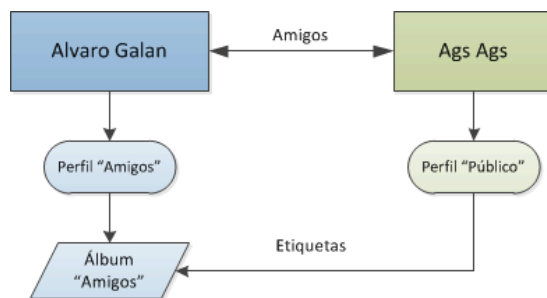 Alvaro Galan
Amigos
Ags Ags
Perfil “Amigos”
Perfil “Público”
Álbum
“Amigos”
Etiquetas